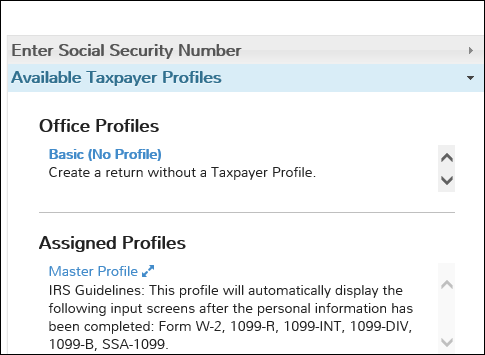 Enter Social Security Number
Available Taxpayer Profiles
Office Profiles
Basic (No Profile)
Create a return without a Taxpayer Profile.
Assigned Profiles
Master Profile
IRS Guidelines: This profile will automatically display the
following input screens after the personal information has
been completed: Form W-2, 1099-R, 1099-INT, 1099-DIV,
1099-B, SSA-1099.